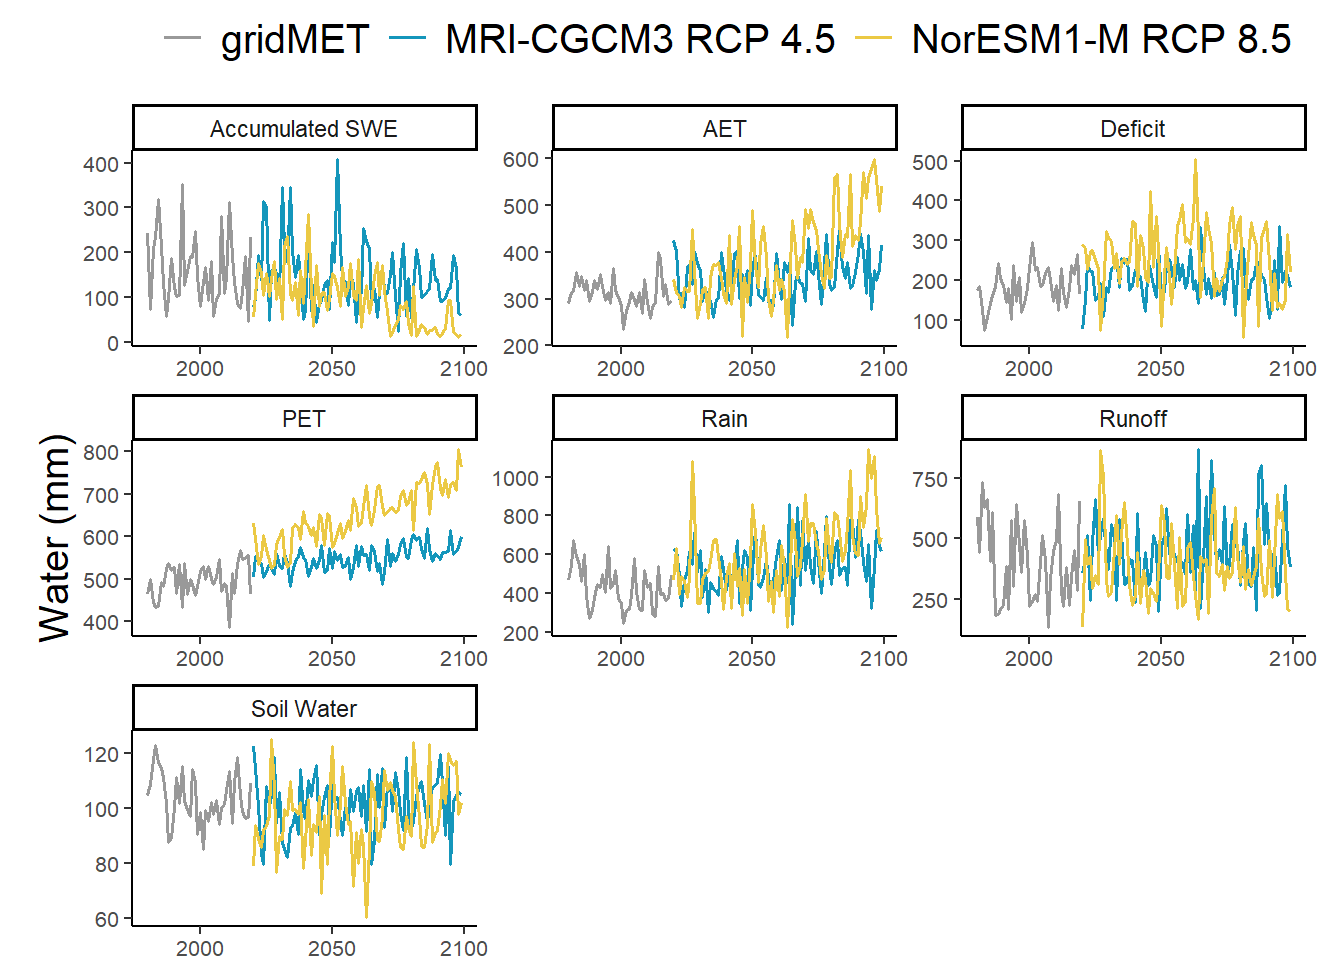 gridMET MRI-CGCM3 RCP 4.5 NorESM1-M RCP 8.5
Water (mm)
Accumulated SWE
400
300
200
100
0
2000 2050 2100
AET
600
500
400
300
200
2000 2050 2100
Deficit
500
400
300
200
100
2000 2050 2100
PET
800
700
600
500
400
2000 2050 2100
Rain
1000
800
600
400
200
2000 2050 2100
Runoff
750
500
250
2000 2050 2100
Soil Water
120
100
80
60
2000 2050 2100